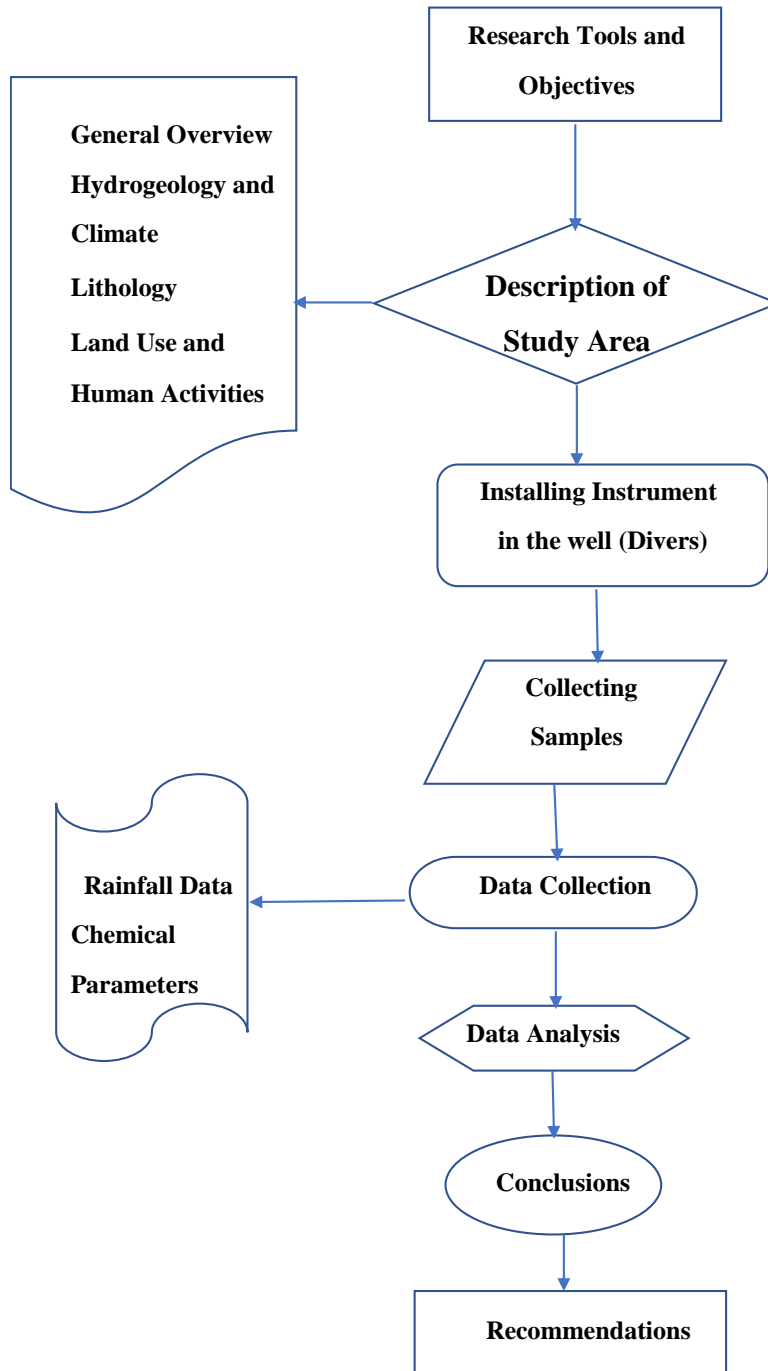 Research Tools and
Objectives
General Overview
Hydrogeology and
Climate
Lithology
Land Use and
Human Activities
Description of
Study Area
Installing Instrument
in the well (Divers)
Collecting
Samples
Data Collection
Rainfall Data
Chemical
Parameters
Data Analysis
Conclusions
Recommendations